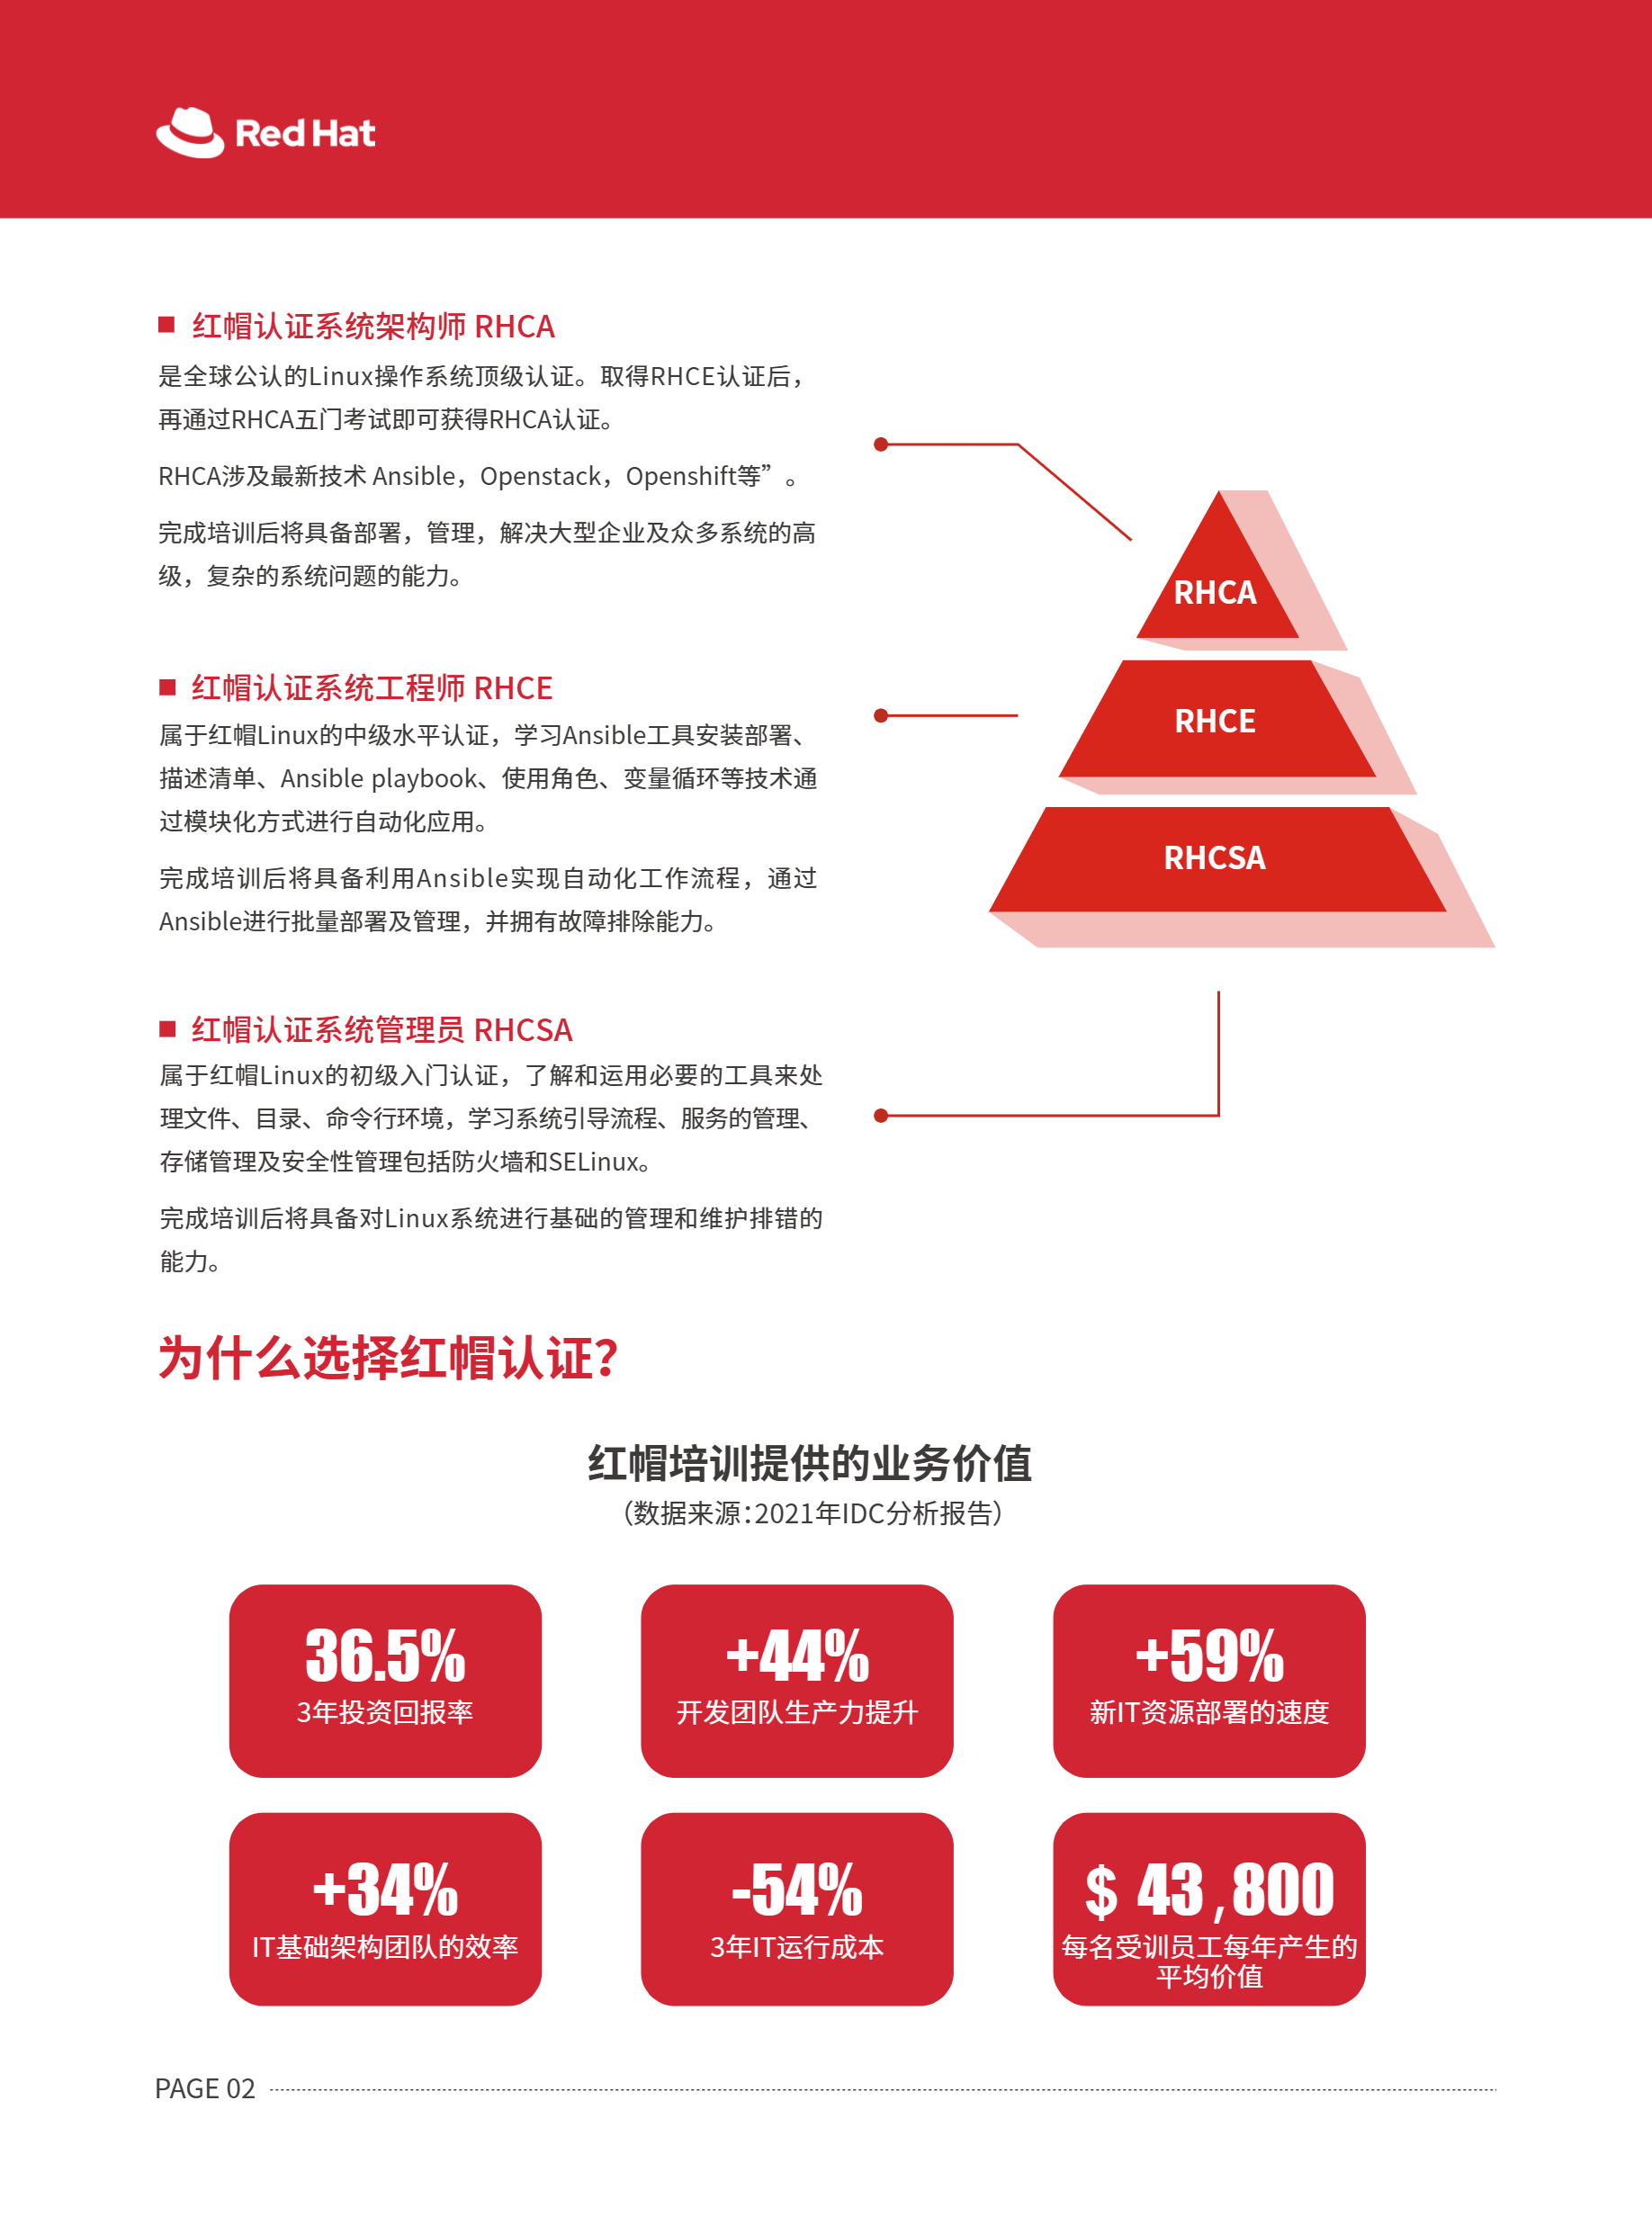 Red Hat
红帽认证系统架构师 RHCA
是全球公认的Linux操作系统顶级认证。取得RHCE认证后，
再通过RHCA五门考试即可获得RHCA认证。
RHCA涉及最新技术 Ansible，Openstack，Openshift等”。
完成培训后将具备部署，管理，解决大型企业及众多系统的高
级，复杂的系统问题的能力。
RHCA
红帽认证系统工程师 RHCE
属于红帽Linux的中级水平认证，学习Ansible工具安装部署、
描述清单、Ansible playbook、使用角色、变量循环等技术通
过模块化方式进行自动化应用。
完成培训后将具备利用Ansible实现自动化工作流程，通过
Ansible进行批量部署及管理，并拥有故障排除能力。
RHCE
RHCSA
红帽认证系统管理员 RHCSA
属于红帽Linux的初级入门认证，了解和运用必要的工具来处
理文件、目录、命令行环境，学习系统引导流程、服务的管理、
存储管理及安全性管理包括防火墙和SELinux。
完成培训后将具备对Linux系统进行基础的管理和维护排错的
能力。
为什么选择红帽认证？
红帽培训提供的业务价值
（数据来源：2021年IDC分析报告）
36.5%
3年投资回报率
+44%
开发团队生产力提升
+59%
新IT资源部署的速度
+34%
IT基础架构团队的效率
-54%
3年IT运行成本
$ 43,800
每名受训员工每年产生的
平均价值
PAGE 02